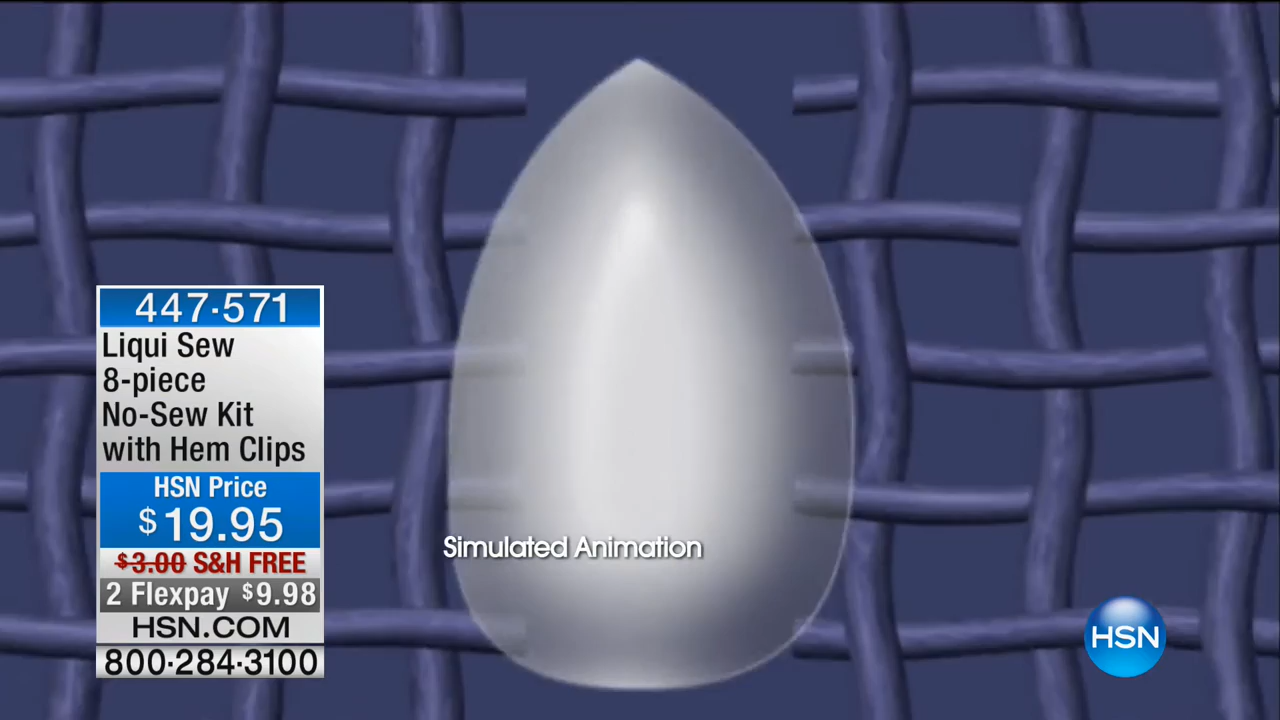 447·571
Liqui Sew
8-piece
No-Sew Kit
with Hem Clips
HSN Price
$19.95
$3.00 S&H FREE
2 Flexpay $9.98
HSN.COM
800·284·3100
Simulated Animation
HSN